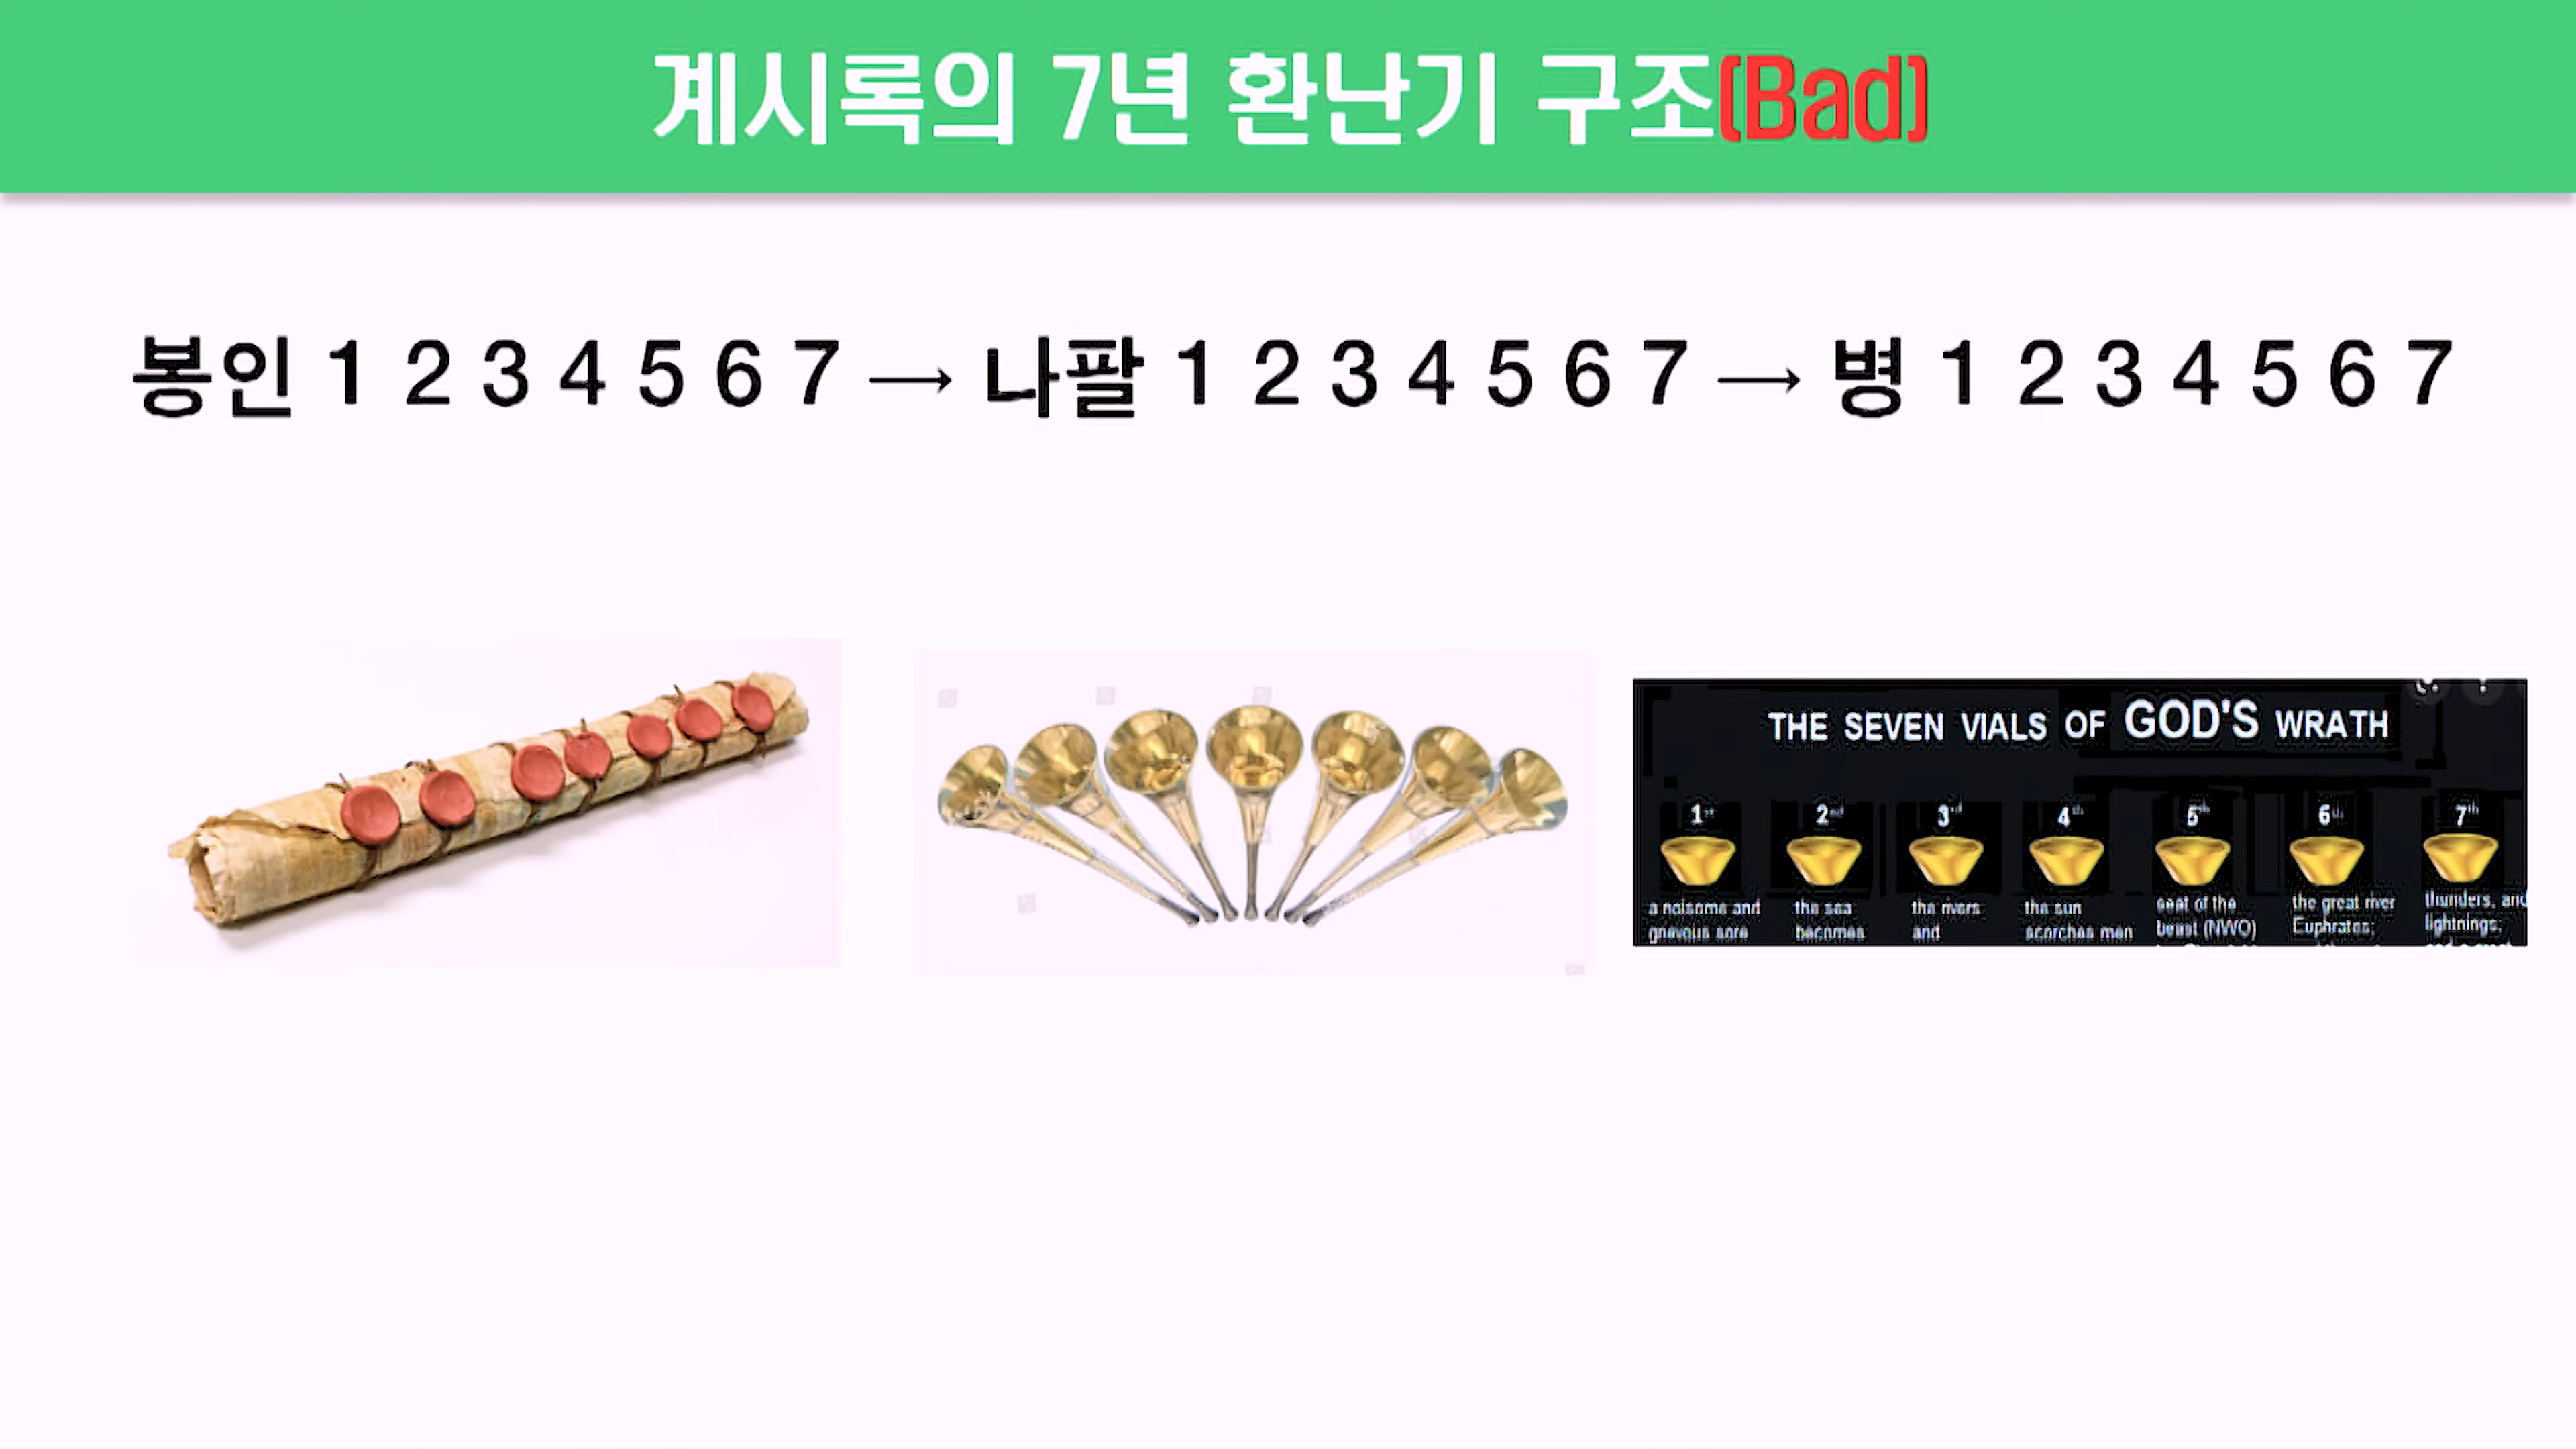 계시록의 7년 환난기 구조(Bad)
봉인 1 2 3 4 5 6 7 → 나팔 1 2 3 4 5 6 7 → 병 1 2 3 4 5 6 7
THE SEVEN VIALS OF GOD'S WRATH
1st 2nd 3rd 4th 5th 6th 7th
a noisome and
grievous sore
the sea
becomes
the rivers
and
the sun
scorches men
seat of the
beast (NWO)
the great river
Euphrates;
thunders, and
lightnings;